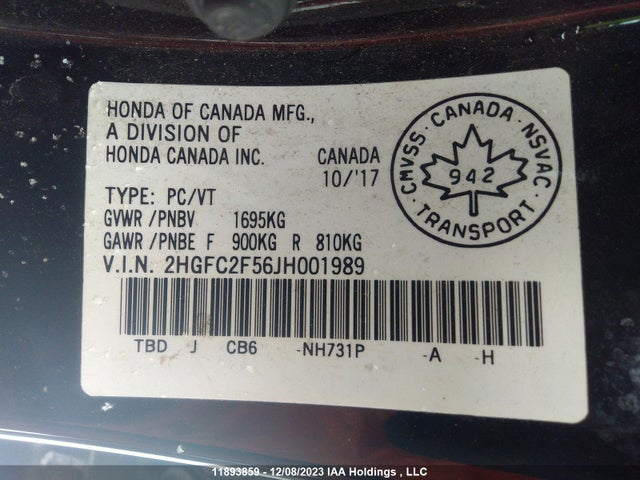 HONDA OF CANADA MFG.,
A DIVISION OF
HONDA CANADA INC. CANADA
10/'17
TYPE: PC/VT
GVWR /PNBV 1695KG
GAWR /PNBE F 900KG R 810KG
V.I.N. 2HGFC2F56JH001989
TBD J CB6 -NH731P -A -H
CMVSS · CANADA · NSVAC
942
TRANSPORT
11893859 - 12/08/2023 IAA Holdings , LLC